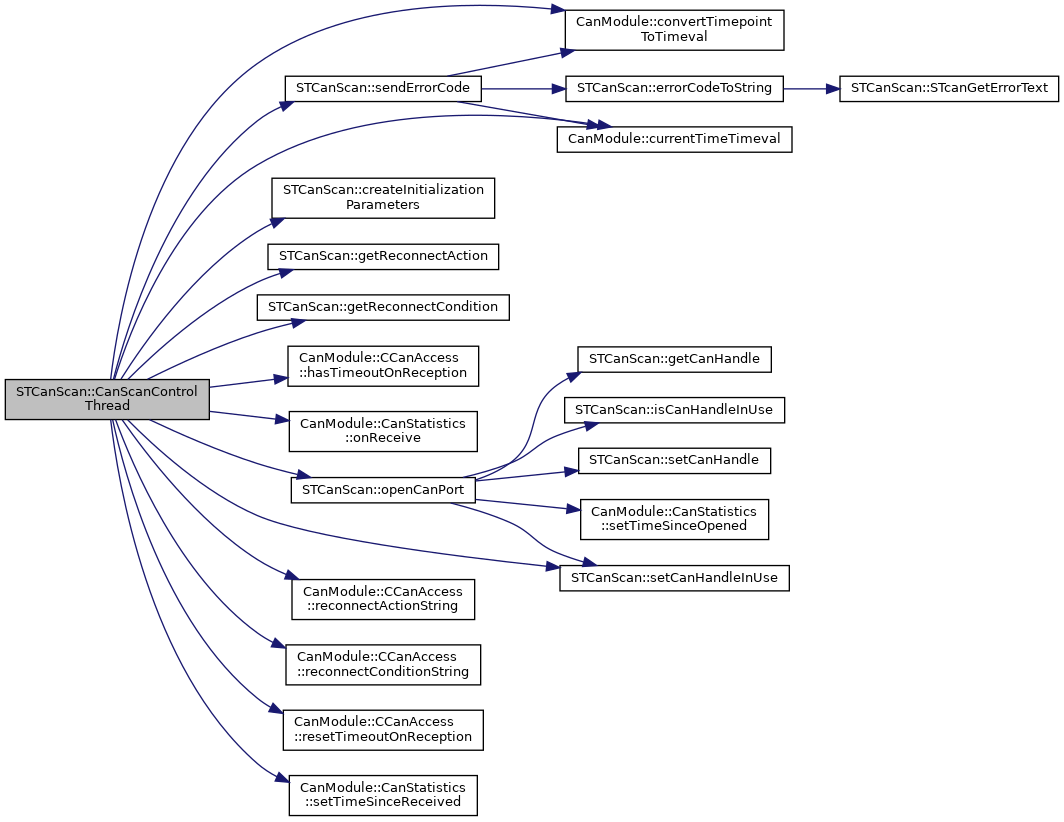 CanModule::convertTimepoint
ToTimeval
STCanScan::sendErrorCode
STCanScan::errorCodeToString
STCanScan::STcanGetErrorText
CanModule::currentTimeTimeval
STCanScan::createInitialization
Parameters
STCanScan::getReconnectAction
STCanScan::getReconnectCondition
CanModule::CCanAccess
::hasTimeoutOnReception
STCanScan::getCanHandle
STCanScan::CanScanControl
Thread
STCanScan::isCanHandleInUse
CanModule::CanStatistics
::onReceive
STCanScan::setCanHandle
STCanScan::openCanPort
CanModule::CanStatistics
::setTimeSinceOpened
STCanScan::setCanHandleInUse
CanModule::CCanAccess
::reconnectActionString
CanModule::CCanAccess
::reconnectConditionString
CanModule::CCanAccess
::resetTimeoutOnReception
CanModule::CanStatistics
::setTimeSinceReceived